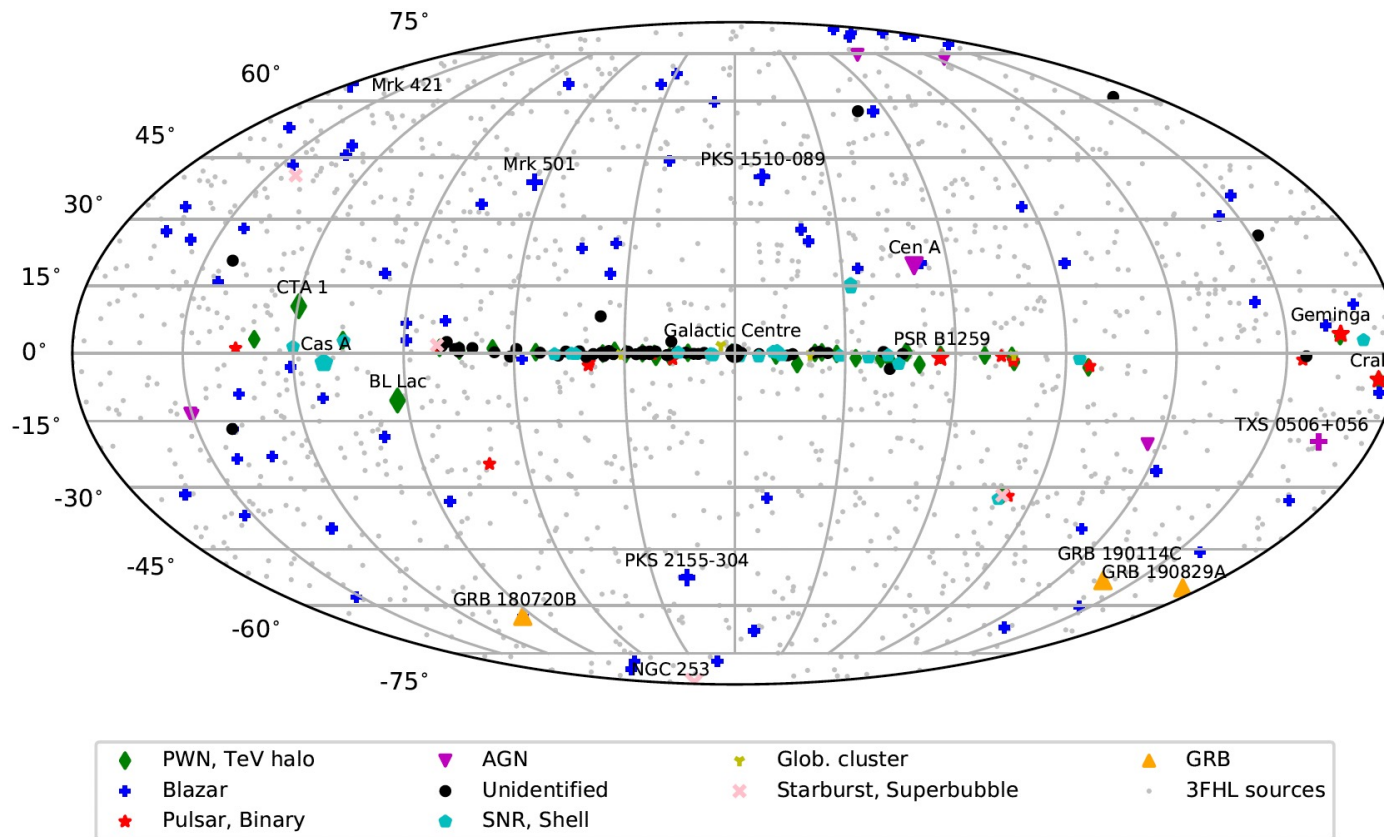 75°
60°
Mrk 421
45°
Mrk 501
PKS 1510-089
30°
Cen A
15°
CTA 1
Geminga
Galactic Centre
PSR B1259
Cas A
0°
Crab
BL Lac
-15°
TXS 0506+056
-30°
GRB 190114C
PKS 2155-304
-45°
GRB 190829A
GRB 180720B
-60°
NGC 253
-75°
PWN, TeV halo
AGN
Glob. cluster
GRB
Blazar
Unidentified
Starburst, Superbubble
3FHL sources
Pulsar, Binary
SNR, Shell